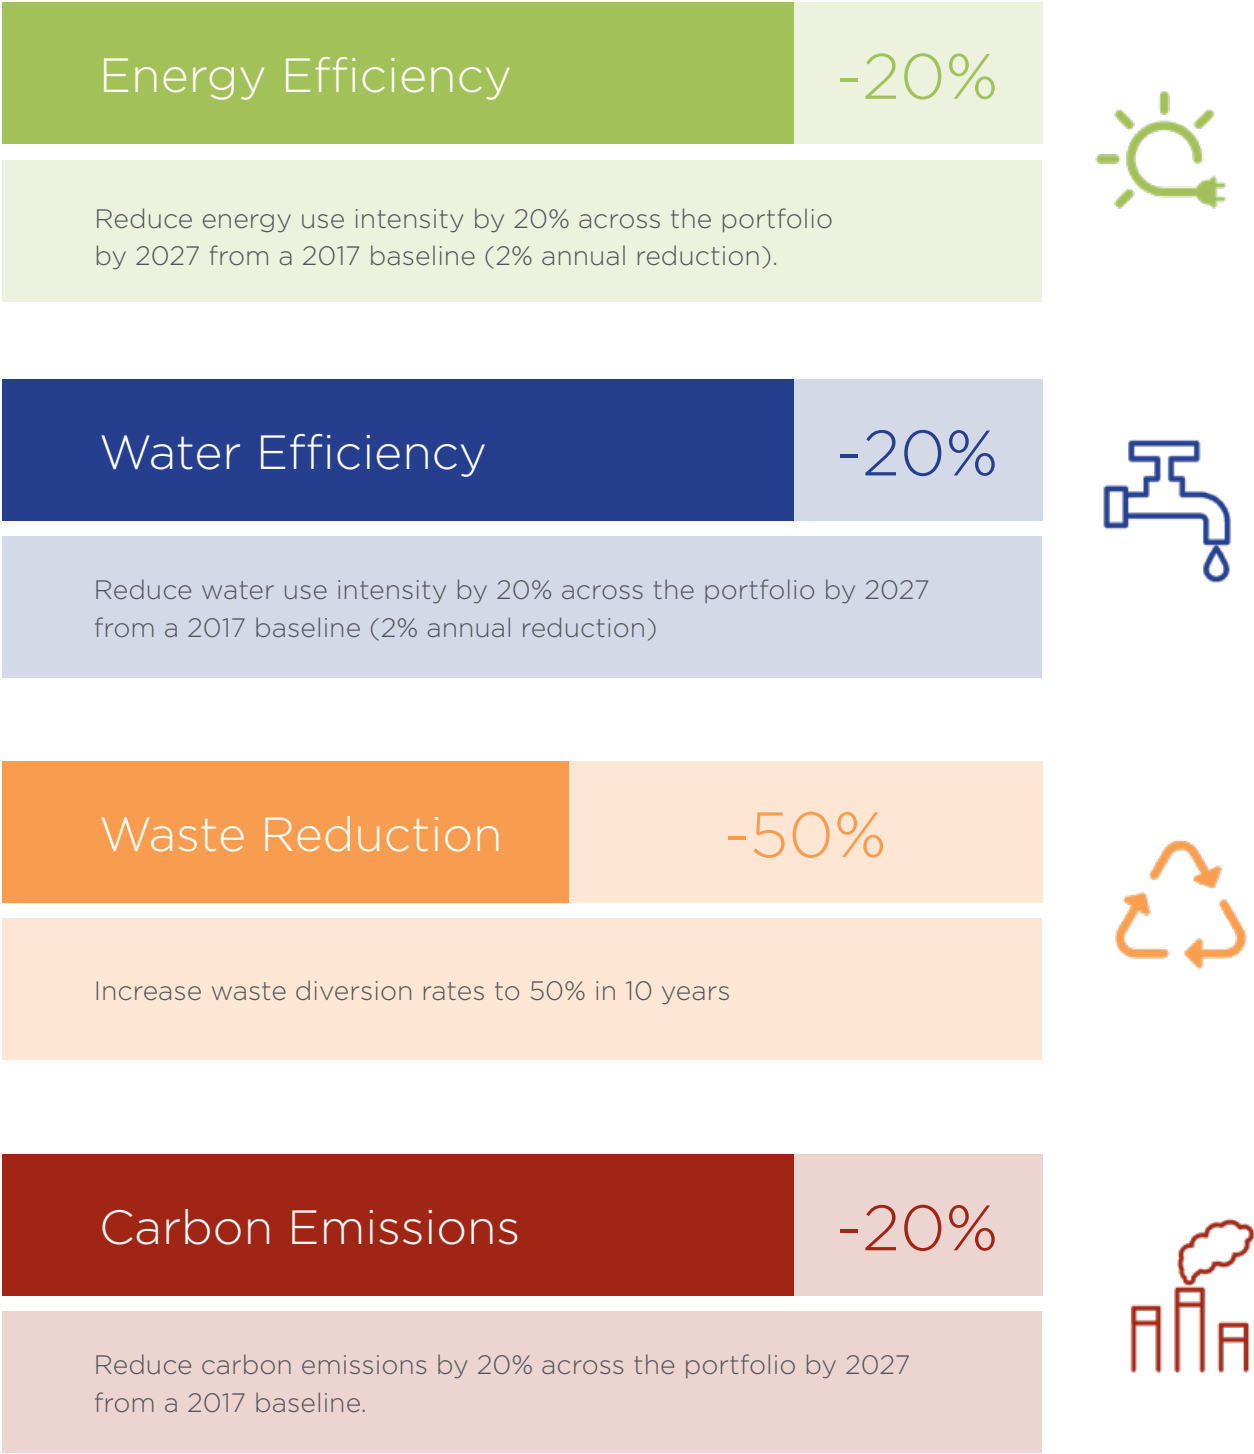 Energy Efficiency
-20%
Reduce energy use intensity by 20% across the portfolio
by 2027 from a 2017 baseline (2% annual reduction).
Water Efficiency
-20%
Reduce water use intensity by 20% across the portfolio by 2027
from a 2017 baseline (2% annual reduction)
Waste Reduction
-50%
Increase waste diversion rates to 50% in 10 years
Carbon Emissions
-20%
Reduce carbon emissions by 20% across the portfolio by 2027
from a 2017 baseline.